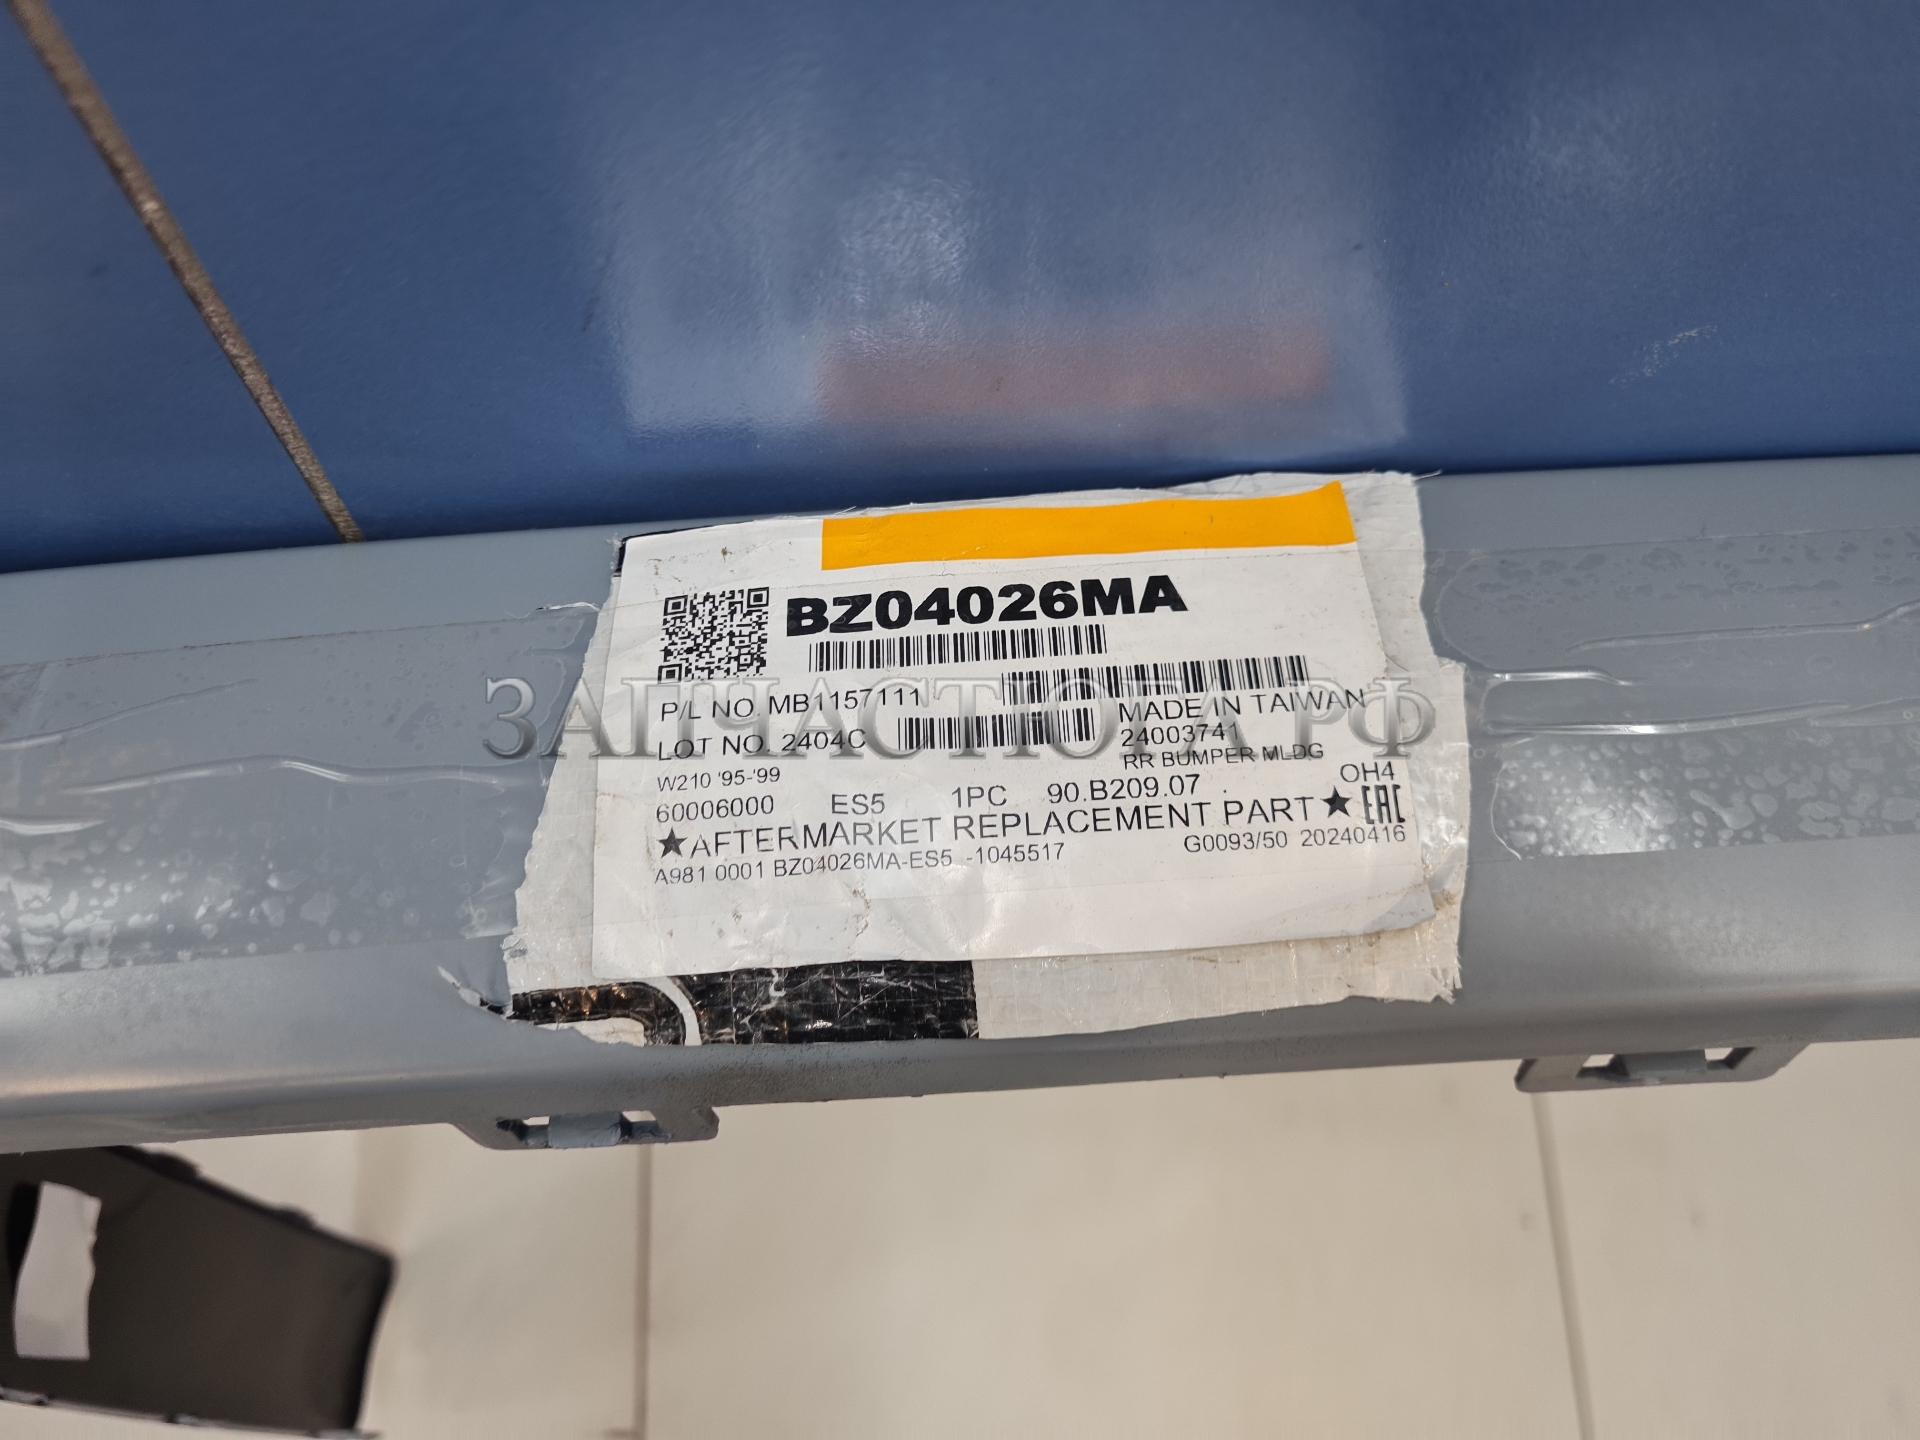 BZ04026MA
P/L NO. MB1157111
MADE IN TAIWAN
ЗАПЧАСТЮГА.РФ
LOT NO. 2404C
24003741
W210 '95-'99
RR BUMPER MLDG
60006000 ES5 1PC 90.B209.07 OH4
★AFTERMARKET REPLACEMENT PART★ EAC
A981 0001 BZ04026MA-ES5 -1045517 G0093/50 20240416